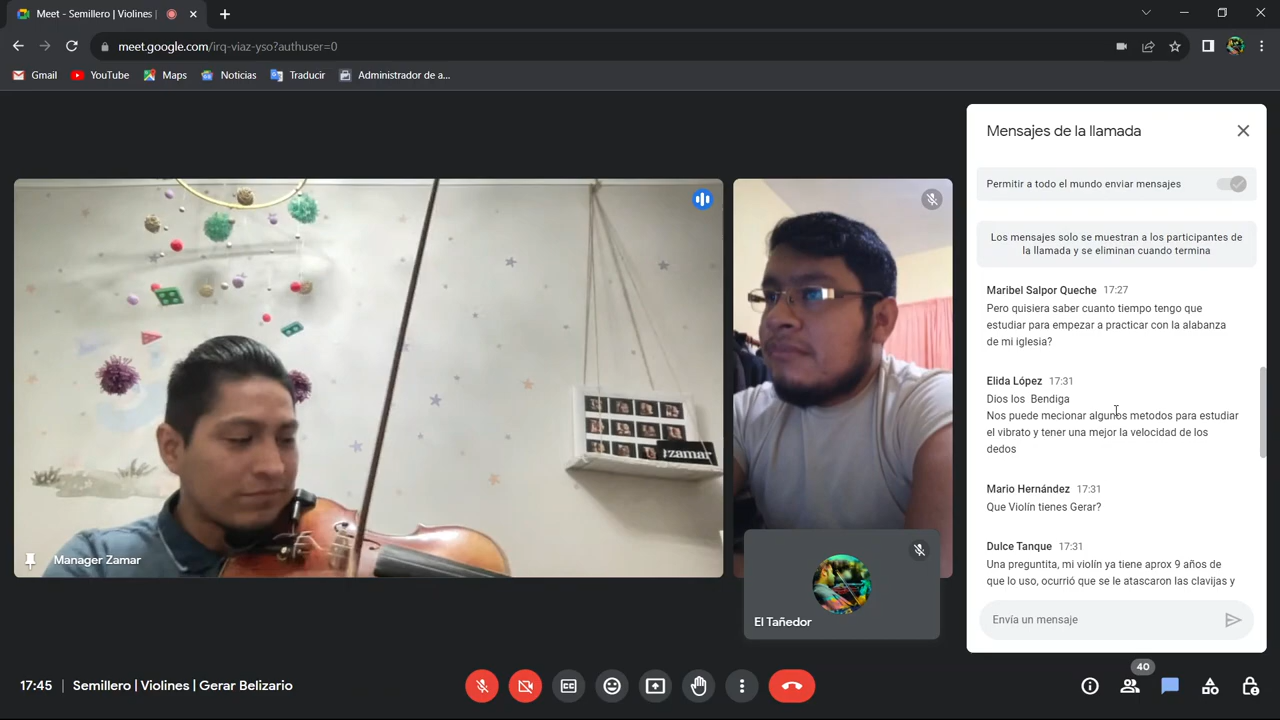 Meet - Semillero | Violines |
meet.google.com/irq-viaz-yso?authuser=0
Gmail
YouTube
Maps
Noticias
Traducir
Administrador de a...
Mensajes de la llamada
Permitir a todo el mundo enviar mensajes
Los mensajes solo se muestran a los participantes de
la llamada y se eliminan cuando termina
Maribel Salpor Queche 17:27
Pero quisiera saber cuanto tiempo tengo que
estudiar para empezar a practicar con la alabanza
de mi iglesia?
Elida López 17:31
Dios los Bendiga
Nos puede mecionar algunos metodos para estudiar
el vibrato y tener una mejor la velocidad de los
dedos
Mario Hernández 17:31
Que Violín tienes Gerar?
Dulce Tanque 17:31
Una preguntita, mi violín ya tiene aprox 9 años de
que lo uso, ocurrió que se le atascaron las clavijas y
Envía un mensaje
zamar
Manager Zamar
El Tañedor
17:45 | Semillero | Violines | Gerar Belizario
40